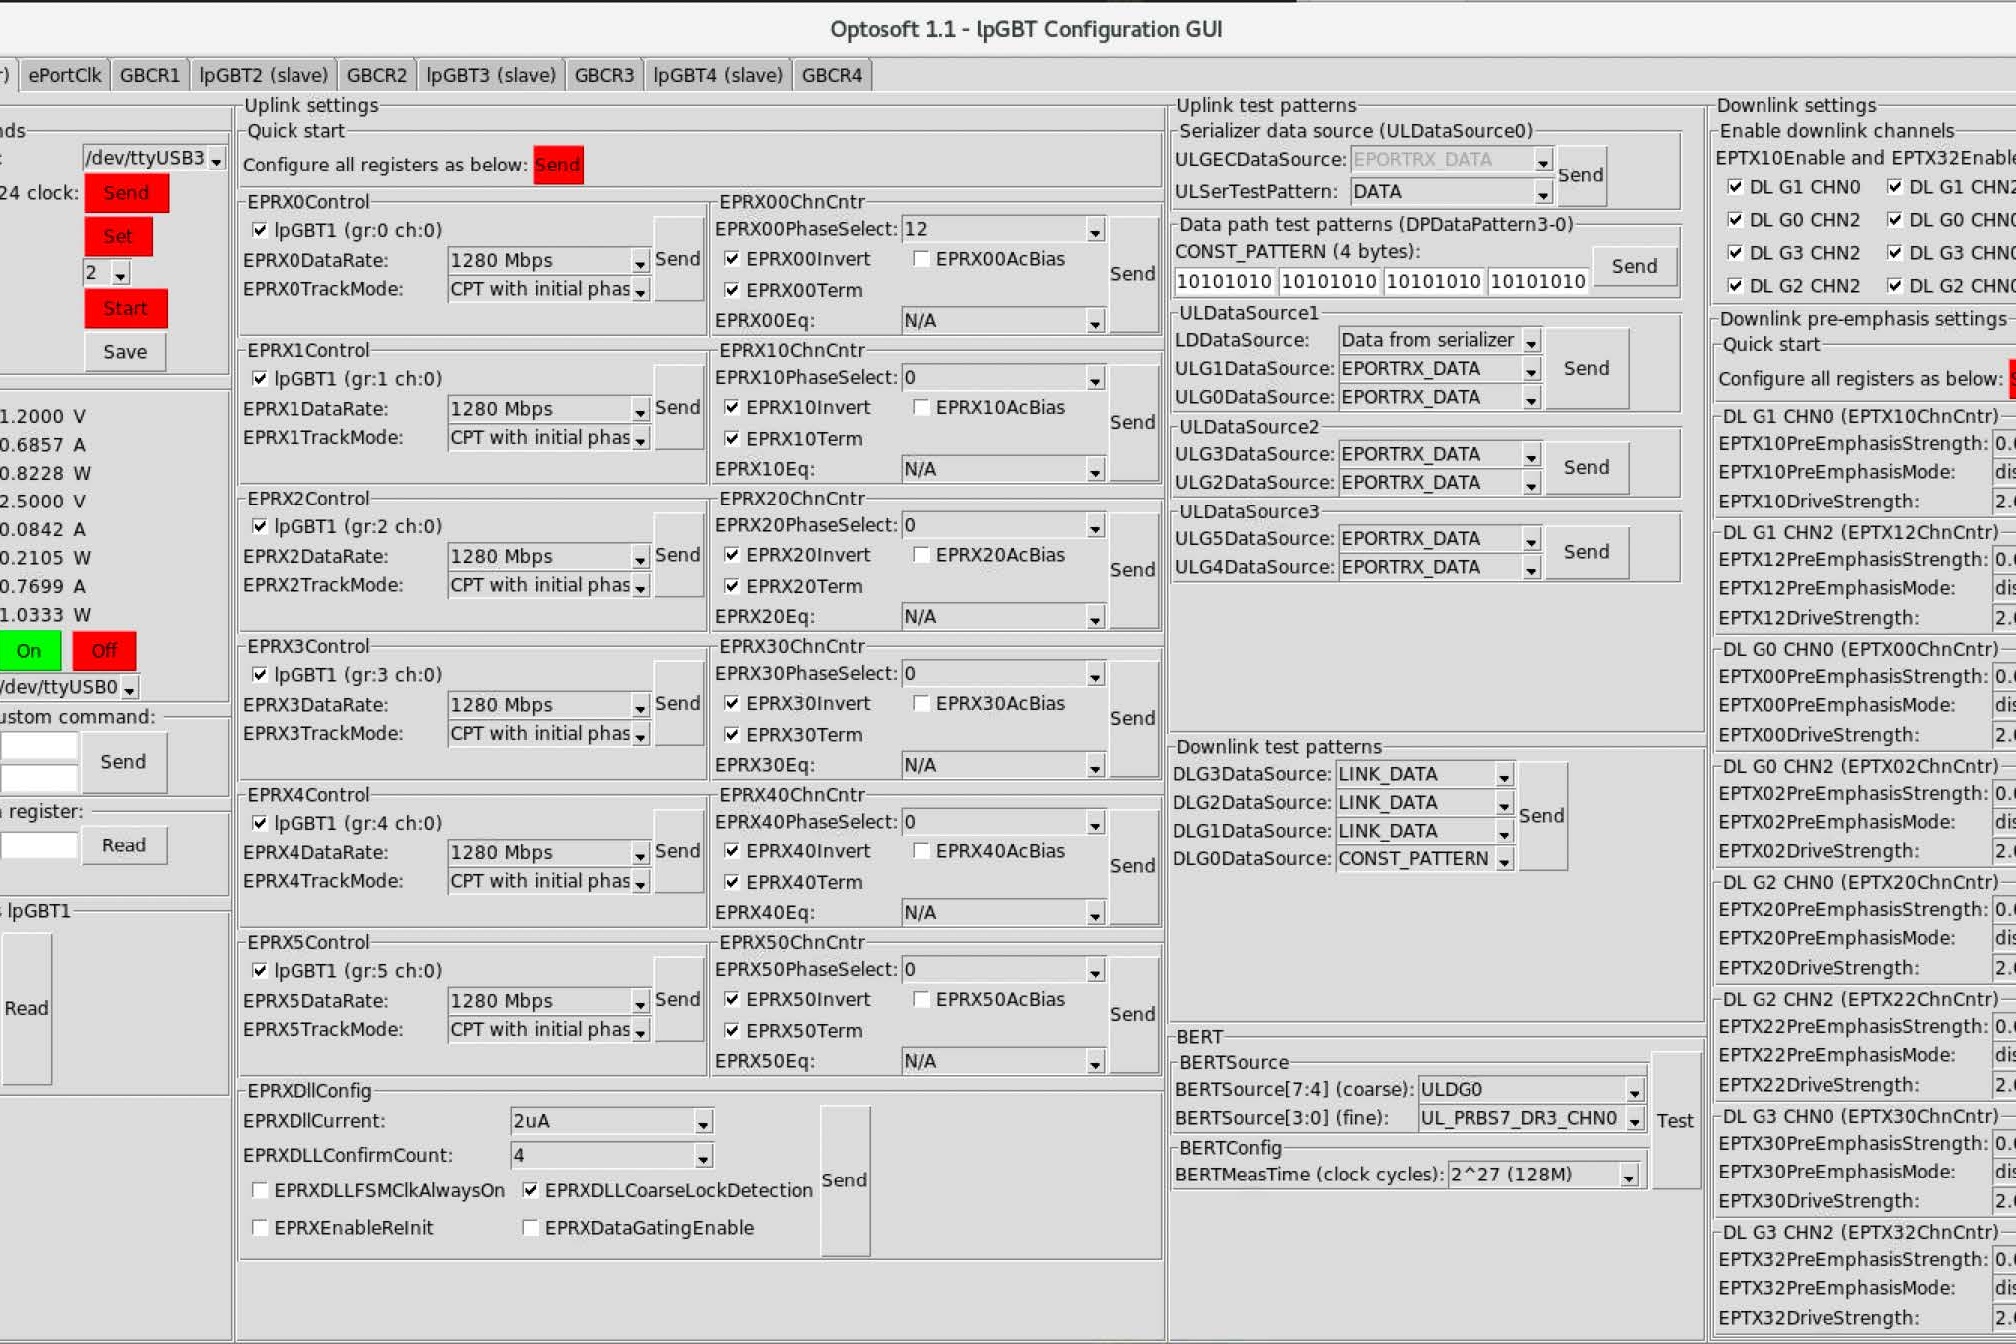 Optosoft 1.1 - lpGBT Configuration GUI
ePortClk GBCR1 lpGBT2 (slave) GBCR2 lpGBT3 (slave) GBCR3 lpGBT4 (slave) GBCR4
/dev/ttyUSB3
24 clock: Send
Set
2
Start
Save
1.2000 V
0.6857 A
0.8228 W
2.5000 V
0.0842 A
0.2105 W
0.7699 A
1.0333 W
On Off
/dev/ttyUSB0
ustom command:
Send
register:
Read
lpGBT1
Read
Uplink settings
Quick start
Configure all registers as below: Send
EPRX0Control
lpGBT1 (gr:0 ch:0)
EPRX0DataRate: 1280 Mbps
EPRX0TrackMode: CPT with initial phas
Send
EPRX00ChnCntr
EPRX00PhaseSelect: 12
EPRX00Invert EPRX00AcBias
EPRX00Term
EPRX00Eq: N/A
Send
EPRX1Control
lpGBT1 (gr:1 ch:0)
EPRX1DataRate: 1280 Mbps
EPRX1TrackMode: CPT with initial phas
Send
EPRX10ChnCntr
EPRX10PhaseSelect: 0
EPRX10Invert EPRX10AcBias
EPRX10Term
EPRX10Eq: N/A
Send
EPRX2Control
lpGBT1 (gr:2 ch:0)
EPRX2DataRate: 1280 Mbps
EPRX2TrackMode: CPT with initial phas
Send
EPRX20ChnCntr
EPRX20PhaseSelect: 0
EPRX20Invert EPRX20AcBias
EPRX20Term
EPRX20Eq: N/A
Send
EPRX3Control
lpGBT1 (gr:3 ch:0)
EPRX3DataRate: 1280 Mbps
EPRX3TrackMode: CPT with initial phas
Send
EPRX30ChnCntr
EPRX30PhaseSelect: 0
EPRX30Invert EPRX30AcBias
EPRX30Term
EPRX30Eq: N/A
Send
EPRX4Control
lpGBT1 (gr:4 ch:0)
EPRX4DataRate: 1280 Mbps
EPRX4TrackMode: CPT with initial phas
Send
EPRX40ChnCntr
EPRX40PhaseSelect: 0
EPRX40Invert EPRX40AcBias
EPRX40Term
EPRX40Eq: N/A
Send
EPRX5Control
lpGBT1 (gr:5 ch:0)
EPRX5DataRate: 1280 Mbps
EPRX5TrackMode: CPT with initial phas
Send
EPRX50ChnCntr
EPRX50PhaseSelect: 0
EPRX50Invert EPRX50AcBias
EPRX50Term
EPRX50Eq: N/A
Send
EPRXDllConfig
EPRXDllCurrent: 2uA
EPRXDLLConfirmCount: 4
EPRXDLLFSMClkAlwaysOn EPRXDLLCoarseLockDetection
EPRXEnableReInit EPRXDataGatingEnable
Send
Uplink test patterns
Serializer data source (ULDataSource0)
ULGECDataSource: EPORTRX_DATA
ULSerTestPattern: DATA
Send
Data path test patterns (DPDataPattern3-0)
CONST_PATTERN (4 bytes):
10101010 10101010 10101010 10101010
Send
ULDataSource1
LDDataSource: Data from serializer
ULG1DataSource: EPORTRX_DATA
ULG0DataSource: EPORTRX_DATA
Send
ULDataSource2
ULG3DataSource: EPORTRX_DATA
ULG2DataSource: EPORTRX_DATA
Send
ULDataSource3
ULG5DataSource: EPORTRX_DATA
ULG4DataSource: EPORTRX_DATA
Send
Downlink test patterns
DLG3DataSource: LINK_DATA
DLG2DataSource: LINK_DATA
DLG1DataSource: LINK_DATA
DLG0DataSource: CONST_PATTERN
Send
BERT
BERTSource
BERTSource[7:4] (coarse): ULDG0
BERTSource[3:0] (fine): UL_PRBS7_DR3_CHN0
BERTConfig
BERTMeasTime (clock cycles): 2^27 (128M)
Test
Downlink settings
Enable downlink channels
EPTX10Enable and EPTX32Enable
DL G1 CHN0 DL G1 CHN2
DL G0 CHN2 DL G0 CHN0
DL G3 CHN2 DL G3 CHN0
DL G2 CHN2 DL G2 CHN0
Downlink pre-emphasis settings
Quick start
Configure all registers as below:
DL G1 CHN0 (EPTX10ChnCntr)
EPTX10PreEmphasisStrength: 0.
EPTX10PreEmphasisMode: dis
EPTX10DriveStrength: 2.
DL G1 CHN2 (EPTX12ChnCntr)
EPTX12PreEmphasisStrength: 0.
EPTX12PreEmphasisMode: dis
EPTX12DriveStrength: 2.
DL G0 CHN0 (EPTX00ChnCntr)
EPTX00PreEmphasisStrength: 0.
EPTX00PreEmphasisMode: dis
EPTX00DriveStrength: 2.
DL G0 CHN2 (EPTX02ChnCntr)
EPTX02PreEmphasisStrength: 0.
EPTX02PreEmphasisMode: dis
EPTX02DriveStrength: 2.
DL G2 CHN0 (EPTX20ChnCntr)
EPTX20PreEmphasisStrength: 0.
EPTX20PreEmphasisMode: dis
EPTX20DriveStrength: 2.
DL G2 CHN2 (EPTX22ChnCntr)
EPTX22PreEmphasisStrength: 0.
EPTX22PreEmphasisMode: dis
EPTX22DriveStrength: 2.
DL G3 CHN0 (EPTX30ChnCntr)
EPTX30PreEmphasisStrength: 0.
EPTX30PreEmphasisMode: dis
EPTX30DriveStrength: 2.
DL G3 CHN2 (EPTX32ChnCntr)
EPTX32PreEmphasisStrength: 0.
EPTX32PreEmphasisMode: dis
EPTX32DriveStrength: 2.